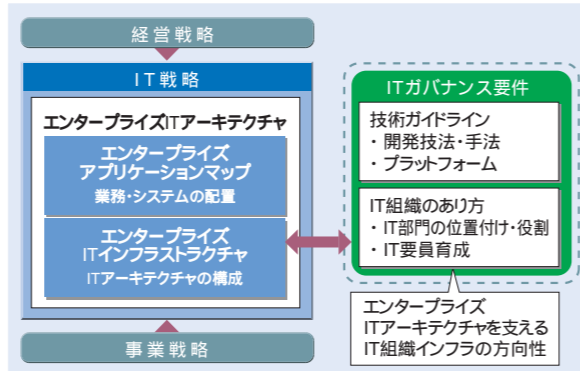 経営戦略
IT戦略
エンタープライズITアーキテクチャ
エンタープライズ
アプリケーションマップ
業務・システムの配置
エンタープライズ
ITインフラストラクチャ
ITアーキテクチャの構成
事業戦略
ITガバナンス要件
技術ガイドライン
・開発技法・手法
・プラットフォーム
IT組織のあり方
・IT部門の位置付け・役割
・IT要員育成
エンタープライズ
ITアーキテクチャを支える
IT組織インフラの方向性